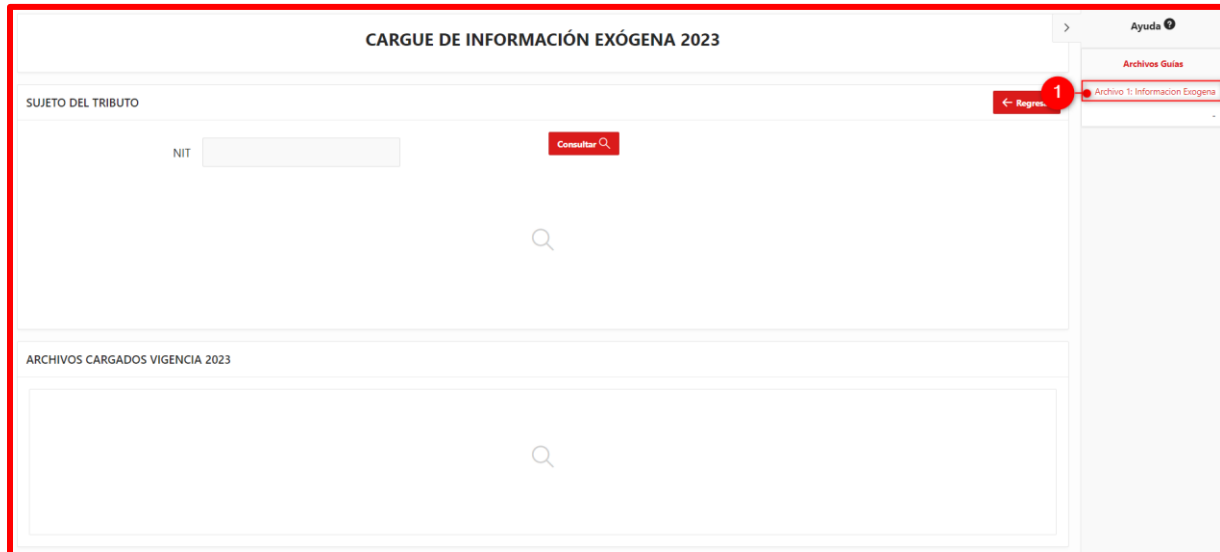 CARGUE DE INFORMACIÓN EXÓGENA 2023
>
Ayuda ?
Archivos Guías
1
Archivo 1: Informacion Exogena
-
SUJETO DEL TRIBUTO
← Regres
NIT
Consultar
ARCHIVOS CARGADOS VIGENCIA 2023